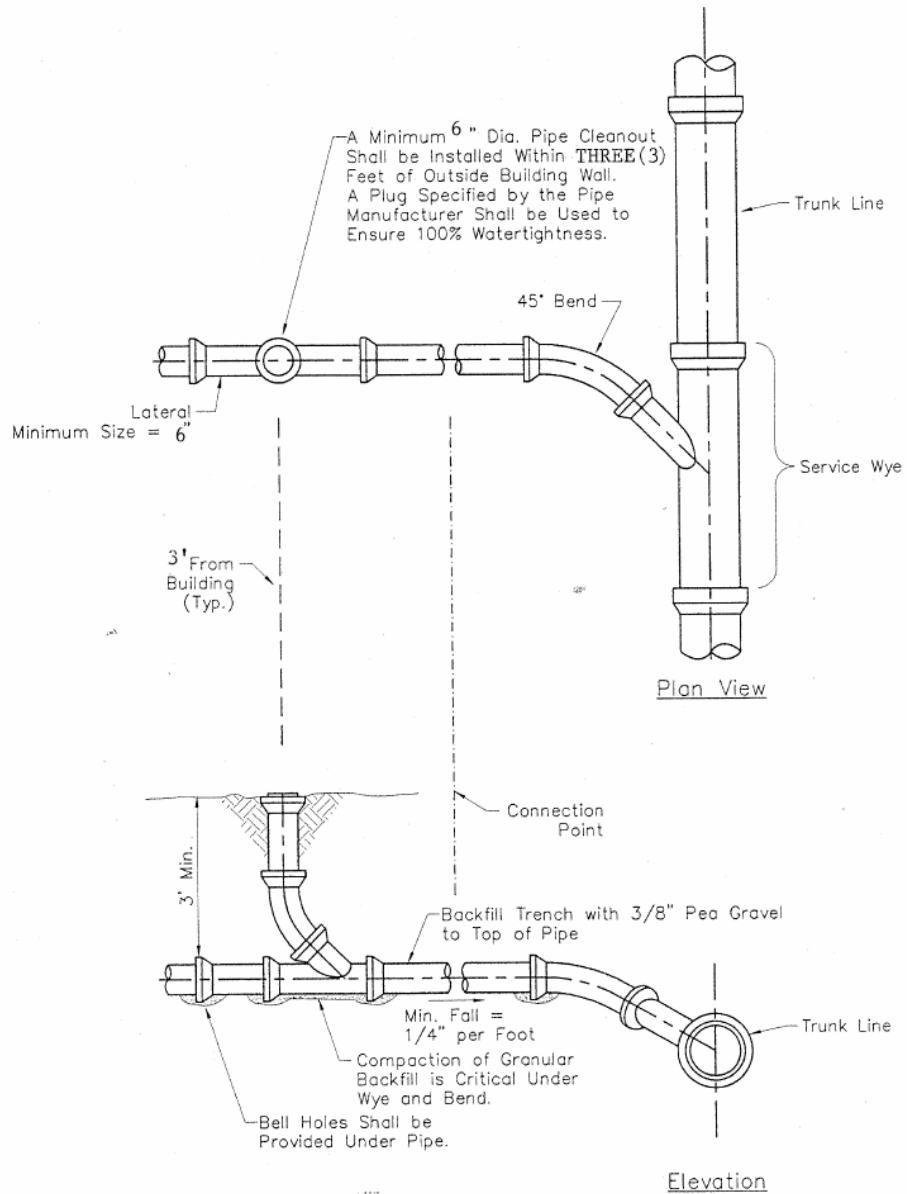 A Minimum 6" Dia. Pipe Cleanout
Shall be Installed Within THREE(3)
Feet of Outside Building Wall.
A Plug Specified by the Pipe
Manufacturer Shall be Used to
Ensure 100% Watertightness.
Trunk Line
45° Bend
Lateral
Minimum Size = 6"
Service Wye
3' From
Building
(Typ.)
Plan View
Connection
Point
3' Min.
Backfill Trench with 3/8" Pea Gravel
to Top of Pipe
Min. Fall =
1/4" per Foot
Trunk Line
Compaction of Granular
Backfill is Critical Under
Wye and Bend.
Bell Holes Shall be
Provided Under Pipe.
Elevation